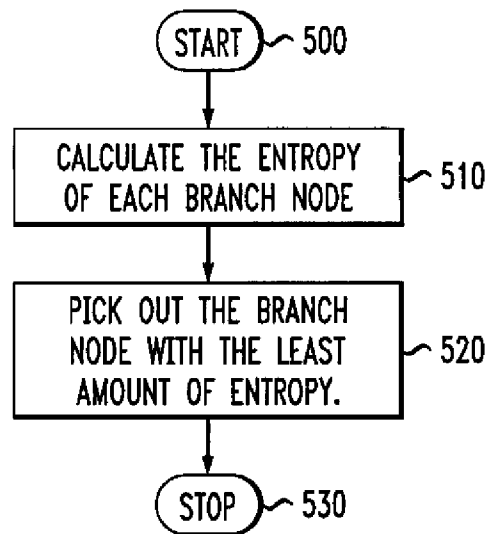 START 500
CALCULATE THE ENTROPY
OF EACH BRANCH NODE
510
PICK OUT THE BRANCH
NODE WITH THE LEAST
AMOUNT OF ENTROPY.
520
STOP 530